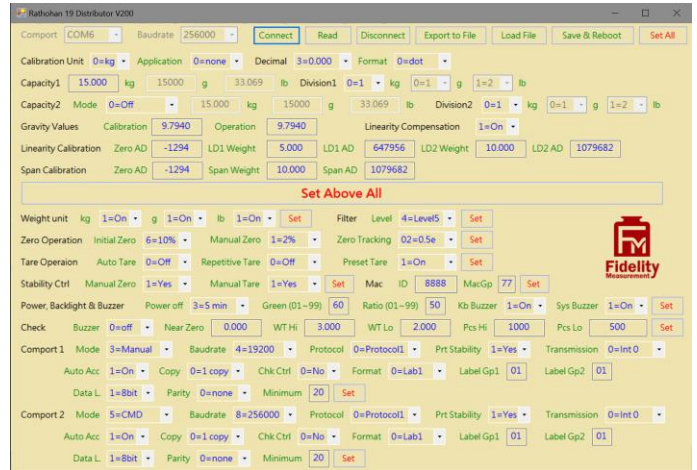 Rathohan 19 Distributor V200
Comport COM6 Baudrate 256000 Connect Read Disconnect Export to File Load File Save & Reboot Set All
Calibration Unit 0=kg Application 0=none Decimal 3=0.000 Format 0=dot
Capacity1 15.000 kg 15000 g 33.069 lb Division1 0=1 kg 0=1 g 1=2 lb
Capacity2 Mode 0=Off 15.000 kg 15000 g 33.069 lb Division2 0=1 kg 0=1 g 1=2 lb
Gravity Values Calibration 9.7940 Operation 9.7940 Linearity Compensation 1=On
Linearity Calibration Zero AD -1294 LD1 Weight 5.000 LD1 AD 647956 LD2 Weight 10.000 LD2 AD 1079682
Span Calibration Zero AD -1294 Span Weight 10.000 Span AD 1079682
Set Above All
Weight unit kg 1=On g 1=On lb 1=On Set Filter Level 4=Level5 Set
Zero Operation Initial Zero 6=10% Manual Zero 1=2% Zero Tracking 02=0.5e Set
Tare Operaion Auto Tare 0=Off Repetitive Tare 0=Off Preset Tare 1=On Set
Fidelity
Measurement
Stability Ctrl Manual Zero 1=Yes Manual Tare 1=Yes Set Mac ID 8888 MacGp 77 Set
Power, Backlight & Buzzer Power off 3=5 min Green (01~99) 60 Ratio (01~99) 50 Kb Buzzer 1=On Sys Buzzer 1=On Set
Check Buzzer 0=off Near Zero 0.000 WT Hi 3.000 WT Lo 2.000 Pcs Hi 1000 Pcs Lo 500 Set
Comport 1 Mode 3=Manual Baudrate 4=19200 Protocol 0=Protocol1 Prt Stability 1=Yes Transmission 0=Int 0
Auto Acc 1=On Copy 0=1 copy Chk Ctrl 0=No Format 0=Lab1 Label Gp1 01 Label Gp2 01
Data L. 1=8bit Parity 0=none Minimum 20 Set
Comport 2 Mode 5=CMD Baudrate 8=256000 Protocol 0=Protocol1 Prt Stability 1=Yes Transmission 0=Int 0
Auto Acc 1=On Copy 0=1 copy Chk Ctrl 0=No Format 0=Lab1 Label Gp1 01 Label Gp2 01
Data L. 1=8bit Parity 0=none Minimum 20 Set